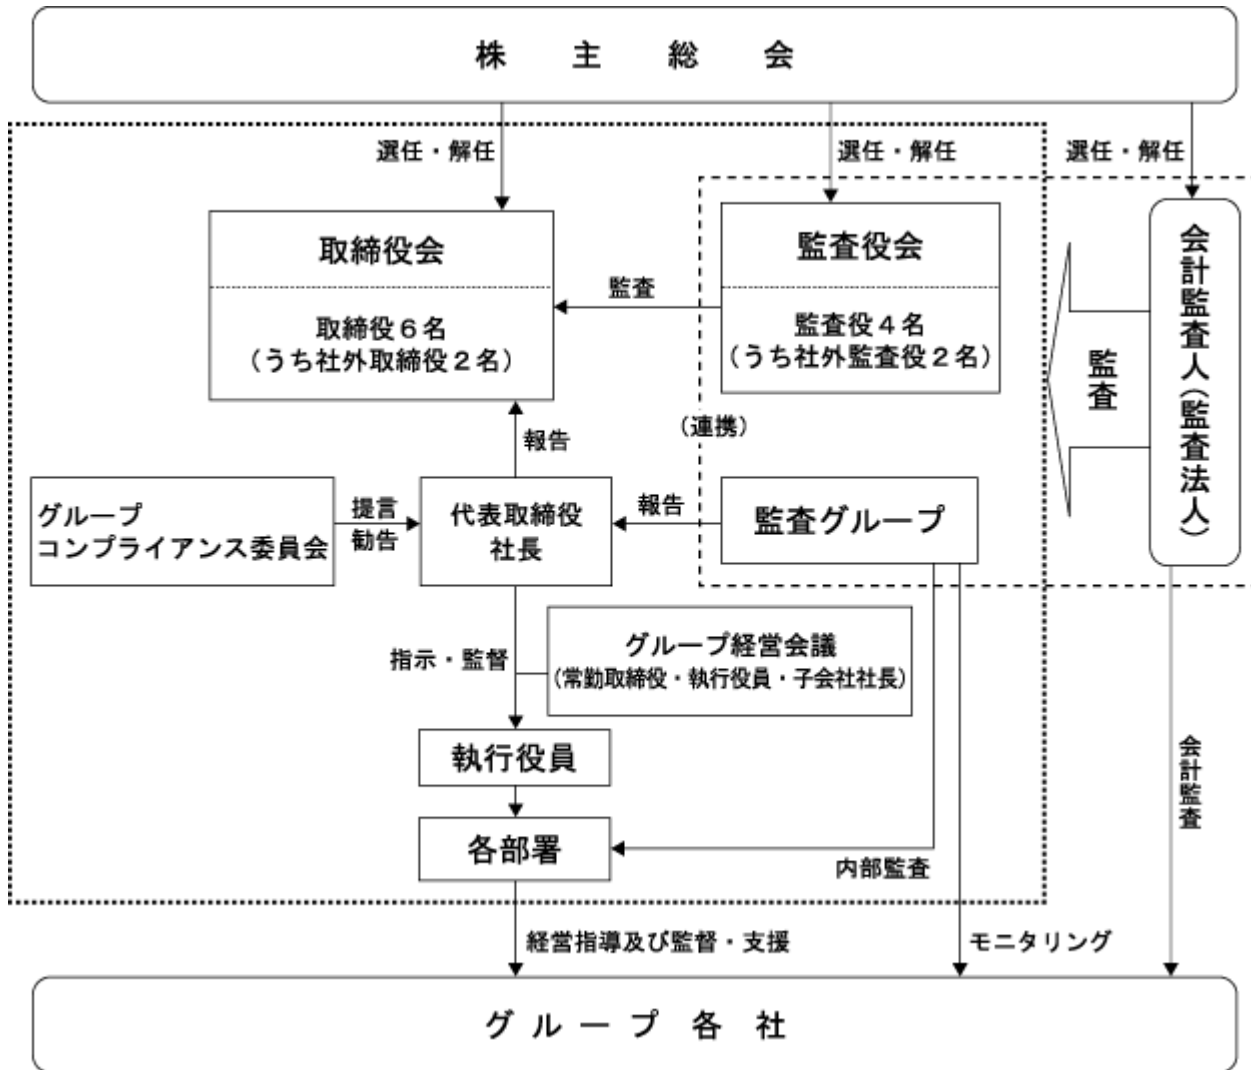 株主総会
選任・解任
選任・解任
選任・解任
取締役会
取締役６名
（うち社外取締役２名）
監査
監査役会
監査役４名
（うち社外監査役２名）
会計監査人（監査法人）
監査
（連携）
報告
グループ
コンプライアンス委員会
提言
勧告
代表取締役
社長
報告
監査グループ
指示・監督
グループ経営会議
（常勤取締役・執行役員・子会社社長）
執行役員
各部署
内部監査
会計監査
経営指導及び監督・支援
モニタリング
グループ各社